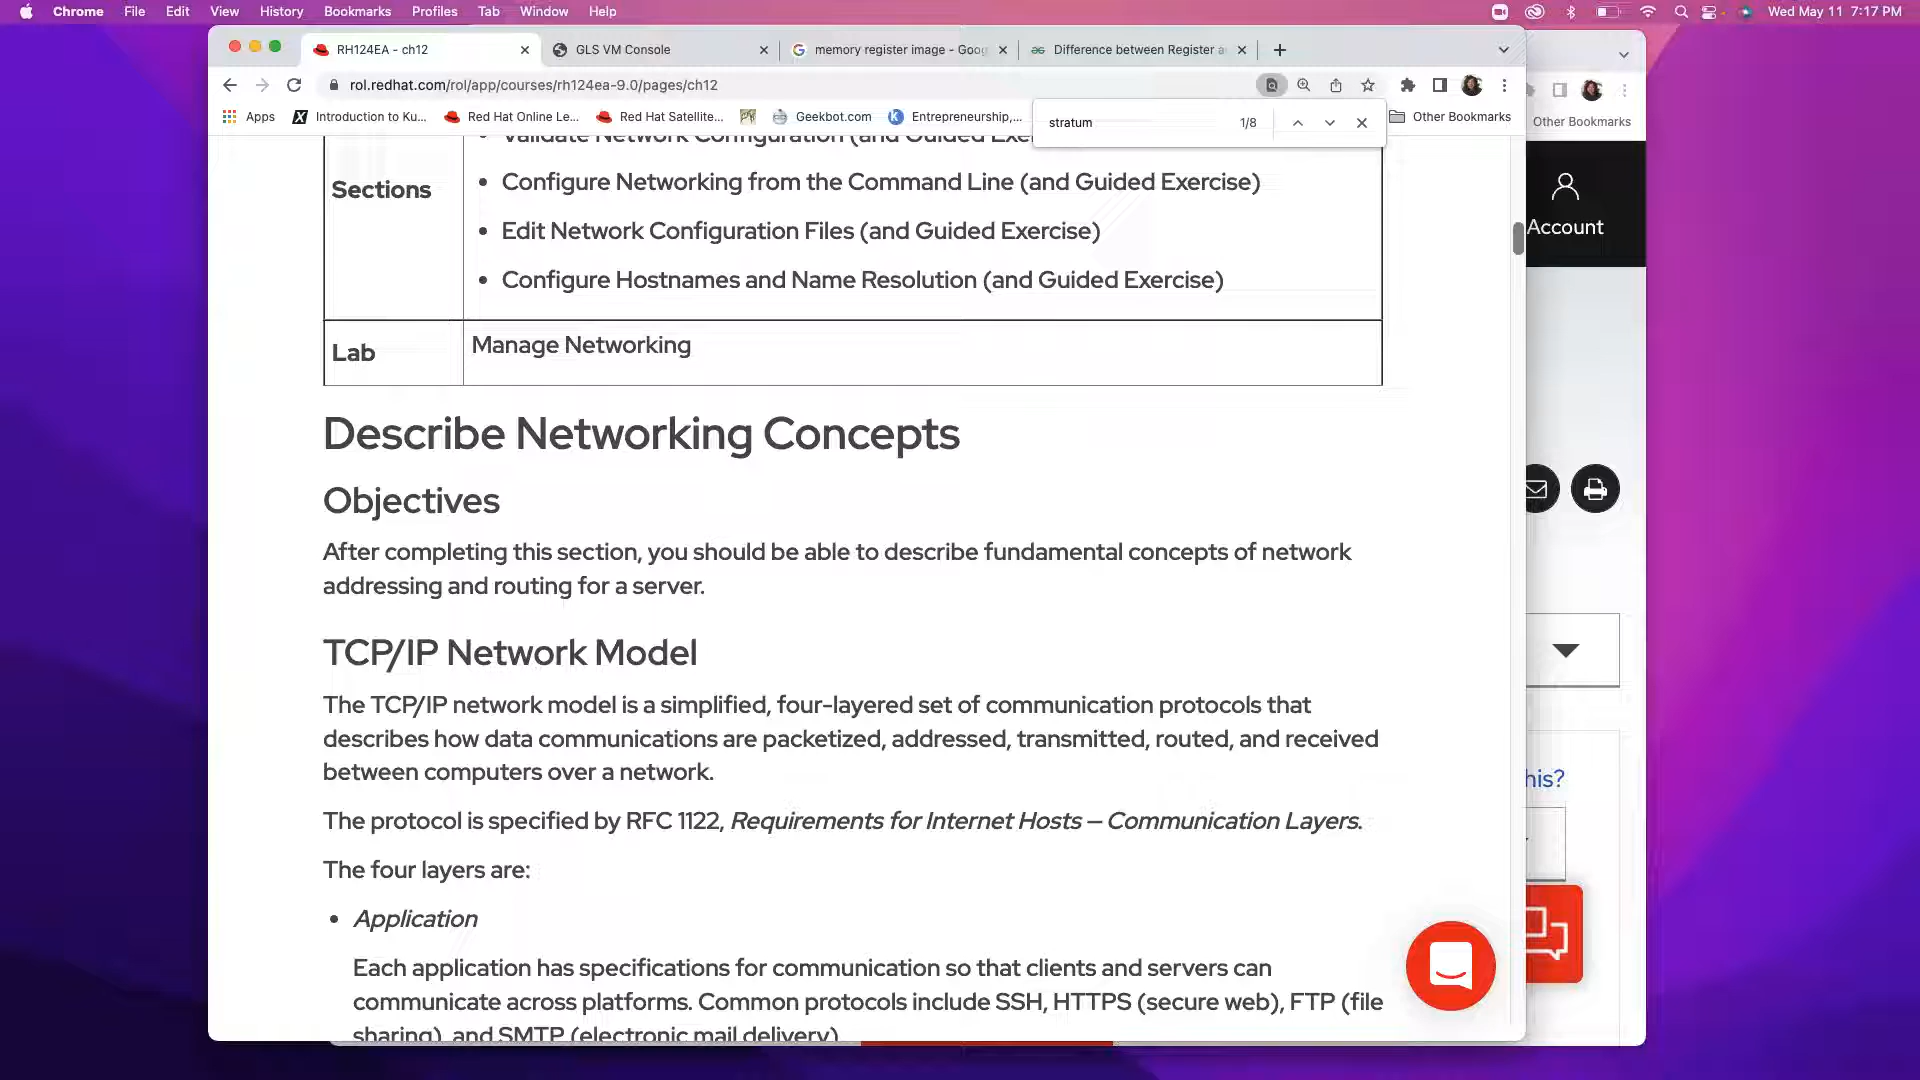 Chrome File Edit View History Bookmarks Profiles Tab Window Help
Wed May 11 7:17 PM
RH124EA - ch12
GLS VM Console
memory register image - Goo
Difference between Register a
rol.redhat.com/rol/app/courses/rh124ea-9.0/pages/ch12
Apps
Introduction to Ku...
Red Hat Online Le...
Red Hat Satellite...
Geekbot.com
Entrepreneurship,...
Other Bookmarks
Other Bookmarks
stratum 1/8
Validate Network Configuration (and Guided Exe
Sections
• Configure Networking from the Command Line (and Guided Exercise)
• Edit Network Configuration Files (and Guided Exercise)
• Configure Hostnames and Name Resolution (and Guided Exercise)
Lab
Manage Networking
Account
Describe Networking Concepts
Objectives
After completing this section, you should be able to describe fundamental concepts of network
addressing and routing for a server.
TCP/IP Network Model
The TCP/IP network model is a simplified, four-layered set of communication protocols that
describes how data communications are packetized, addressed, transmitted, routed, and received
between computers over a network.
his?
The protocol is specified by RFC 1122, Requirements for Internet Hosts – Communication Layers.
The four layers are:
• Application
Each application has specifications for communication so that clients and servers can
communicate across platforms. Common protocols include SSH, HTTPS (secure web), FTP (file
sharing), and SMTP (electronic mail delivery)